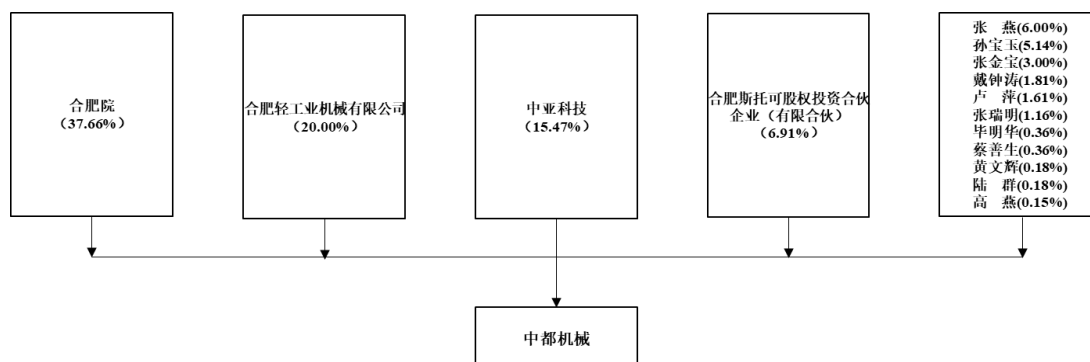 合肥院
（37.66%）
合肥轻工业机械有限公司
（20.00%）
中亚科技
（15.47%）
合肥斯托可股权投资合伙
企业（有限合伙）
（6.91%）
张　燕(6.00%)
孙宝玉(5.14%)
张金宝(3.00%)
戴钟涛(1.81%)
卢　萍(1.61%)
张瑞明(1.16%)
毕明华(0.36%)
蔡善生(0.36%)
黄文辉(0.18%)
陆　群(0.18%)
高　燕(0.15%)
中都机械